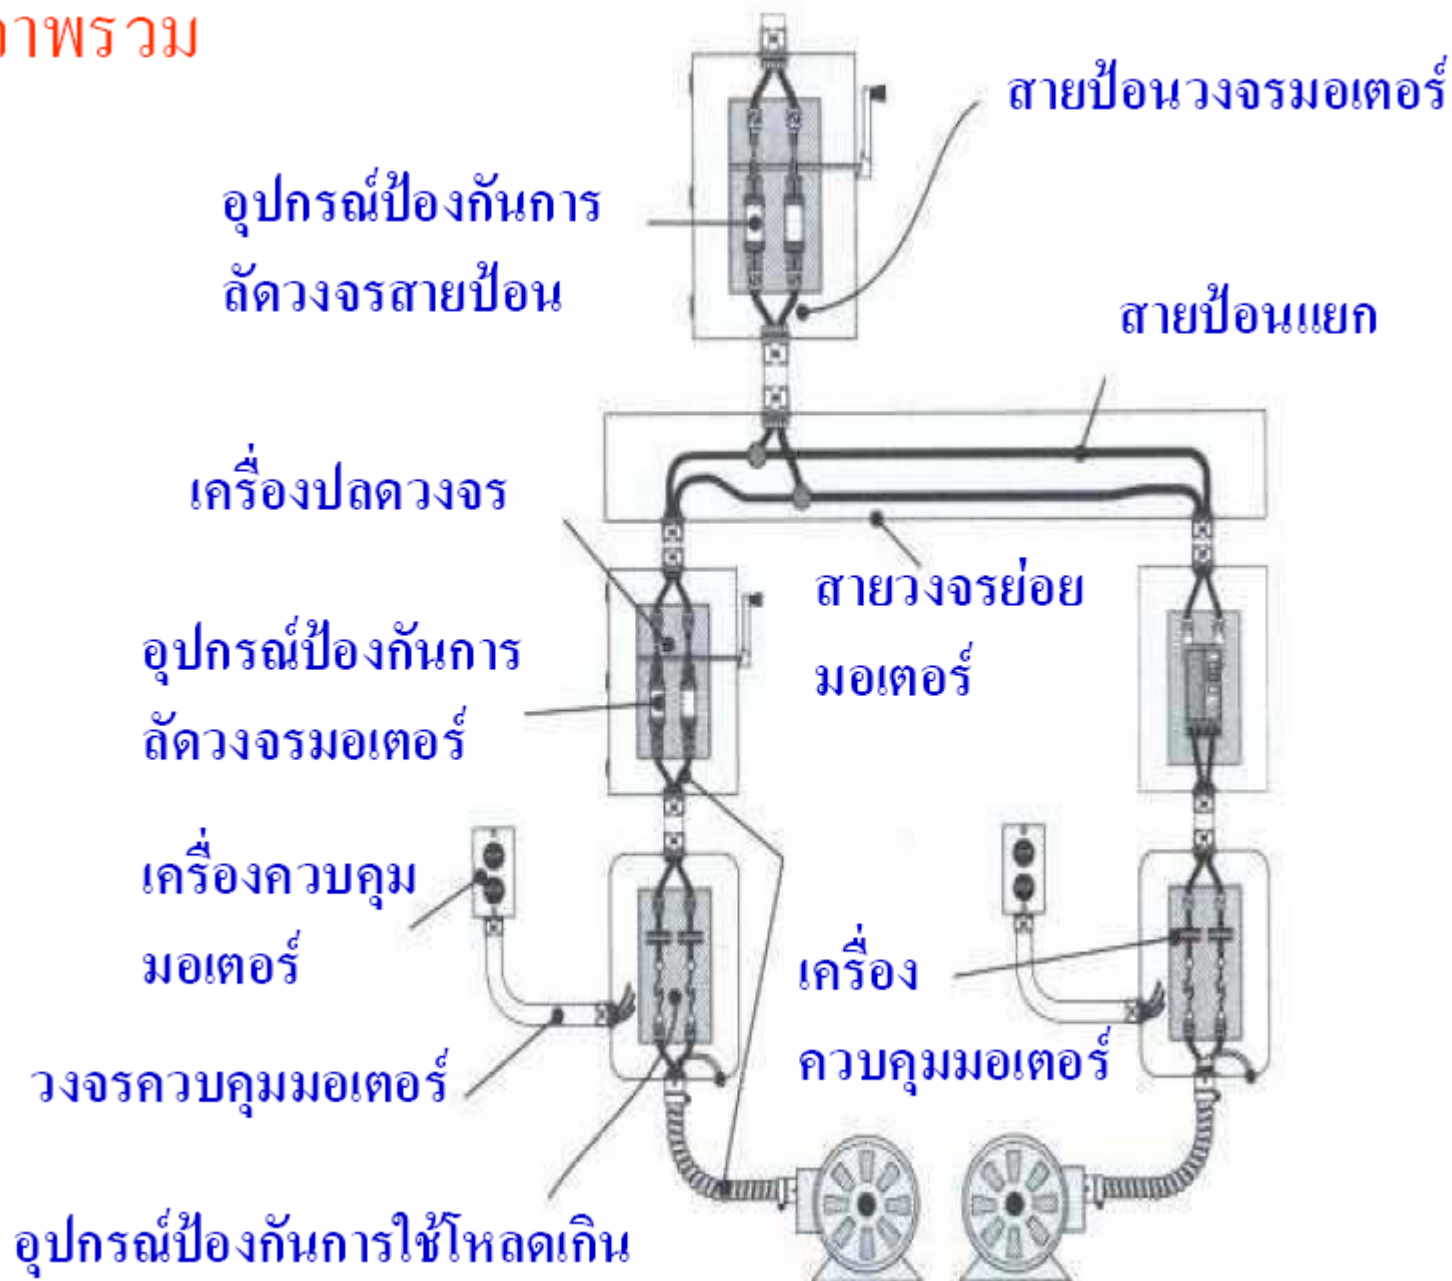 าพรวม
สายป้อนวงจรมอเตอร์
อุปกรณ์ป้องกันการ
ลัดวงจรสายป้อน
สายป้อนแยก
เครื่องปลดวงจร
สายวงจรย่อย
มอเตอร์
อุปกรณ์ป้องกันการ
ลัดวงจรมอเตอร์
เครื่องควบคุม
มอเตอร์
เครื่อง
ควบคุมมอเตอร์
วงจรควบคุมมอเตอร์
อุปกรณ์ป้องกันการใช้โหลดเกิน